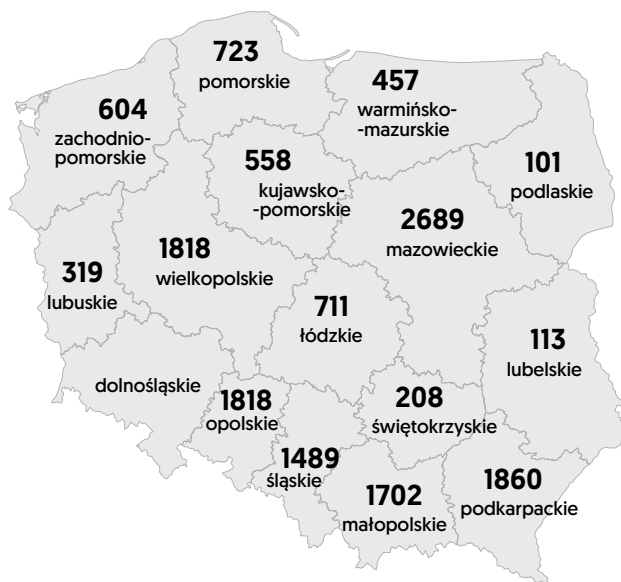 723
pomorskie
457
warmińsko-
-mazurskie
604
zachodnio-
pomorskie
558
kujawsko-
-pomorskie
101
podlaskie
2689
mazowieckie
1818
wielkopolskie
319
lubuskie
711
łódzkie
113
lubelskie
dolnośląskie
1818
opolskie
208
świętokrzyskie
1489
śląskie
1702
małopolskie
1860
podkarpackie